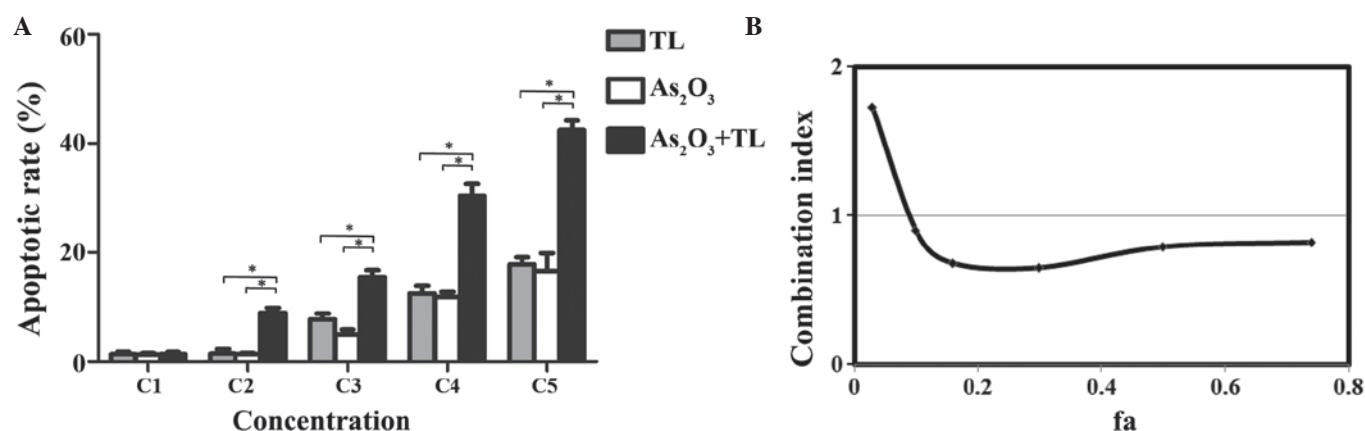 A
Apoptotic rate (%)
60
40
20
0
* *
* *
* *
* *
C1 C2 C3 C4 C5
Concentration
TL
As₂O₃
As₂O₃+TL
B
Combination index
2
1
0
0 0.2 0.4 0.6 0.8
fa